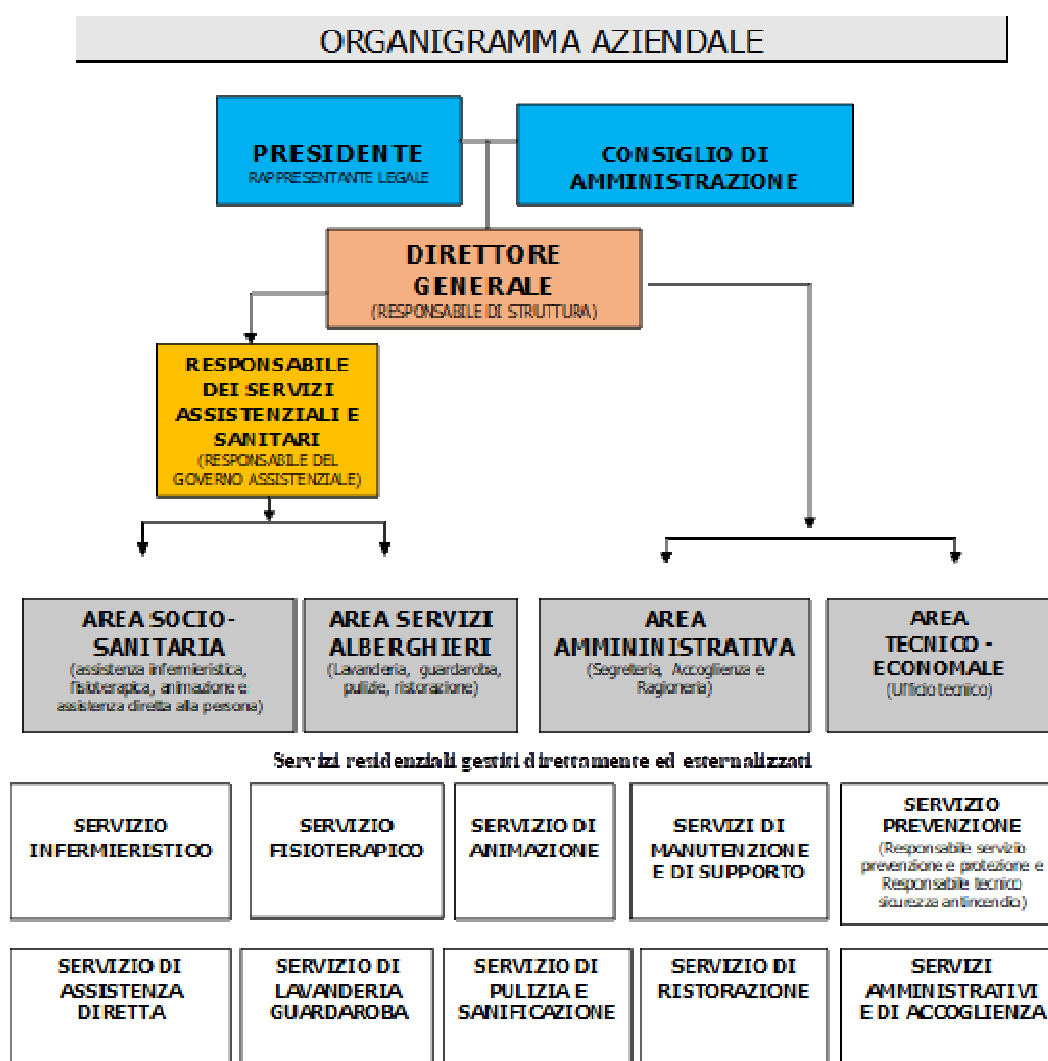 ORGANIGRAMMA AZIENDALE
PRESIDENTE
RAPPRESENTANTE LEGALE
CONSIGLIO DI
AMMINISTRAZIONE
DIRETTORE
GENERALE
(RESPONSABILE DI STRUTTURA)
RESPONSABILE
DEI SERVIZI
ASSISTENZIALI E
SANITARI
(RESPONSABILE DEL
GOVERNO ASSISTENZIALE)
AREA SOCIO-
SANITARIA
(assistenza infermieristica,
fisioterapica, animazione e
assistenza diretta alla persona)
AREA SERVIZI
ALBERGHIERI
(Lavanderia, guardaroba,
pulizie, ristorazione)
AREA
AMMININISTRATIVA
(Segreteria, Accoglienza e
Ragioneria)
AREA
TECNICO -
ECONOMALE
(Ufficio tecnico)
Servizi residenziali gestiti direttamente ed esternalizzati
SERVIZIO
INFERMIERISTICO
SERVIZIO
FISIOTERAPICO
SERVIZIO DI
ANIMAZIONE
SERVIZI DI
MANUTENZIONE
E DI SUPPORTO
SERVIZIO
PREVENZIONE
(Responsabile servizio
prevenzione e protezione e
Responsabile tecnico
sicurezza antincendio)
SERVIZIO DI
ASSISTENZA
DIRETTA
SERVIZIO DI
LAVANDERIA
GUARDAROBA
SERVIZIO DI
PULIZIA E
SANIFICAZIONE
SERVIZIO DI
RISTORAZIONE
SERVIZI
AMMINISTRATIVI
E DI ACCOGLIENZA